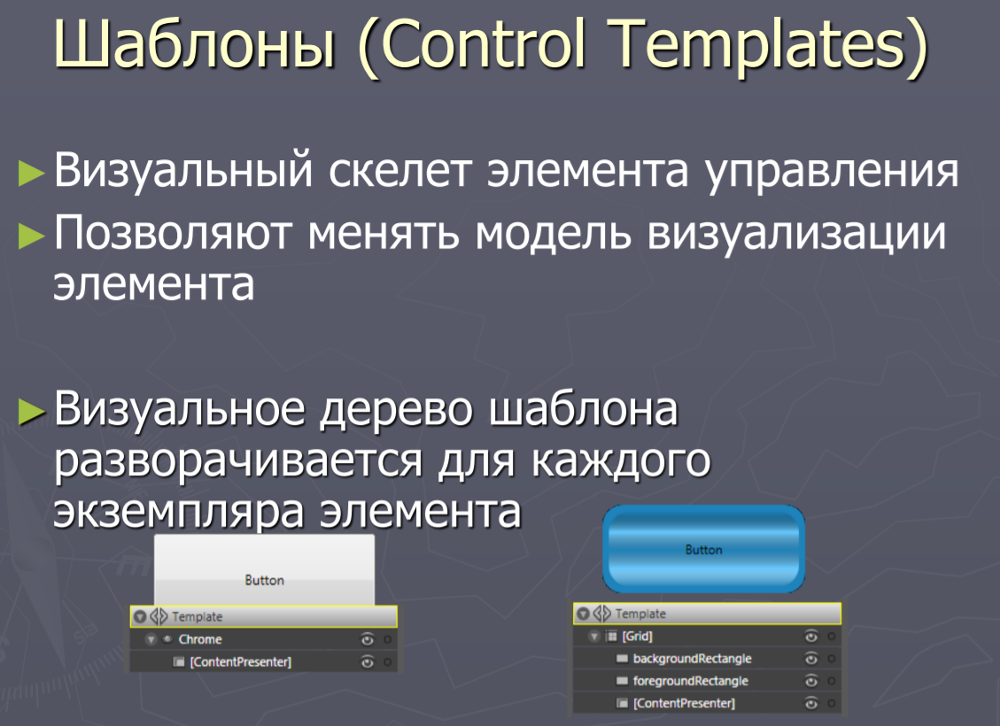 Шаблоны (Control Templates)
Визуальный скелет элемента управления
Позволяют менять модель визуализации
элемента
Визуальное дерево шаблона
разворачивается для каждого
экземпляра элемента
Button
Template
Chrome
[ContentPresenter]
Button
Template
[Grid]
backgroundRectangle
foregroundRectangle
[ContentPresenter]